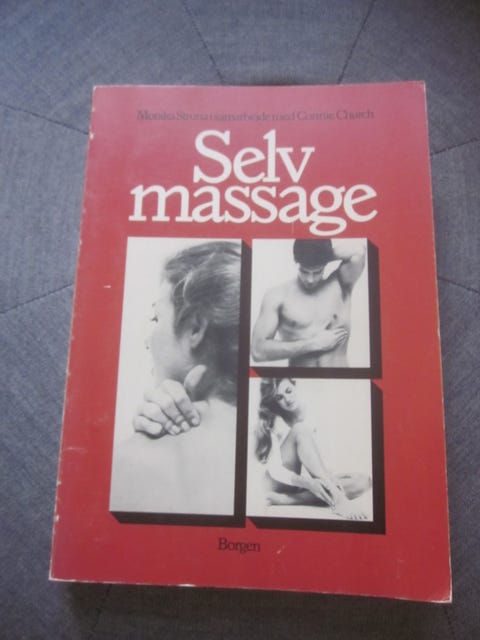 Monika Struna i samarbejde med Connie Church
Selv
massage
Borgen